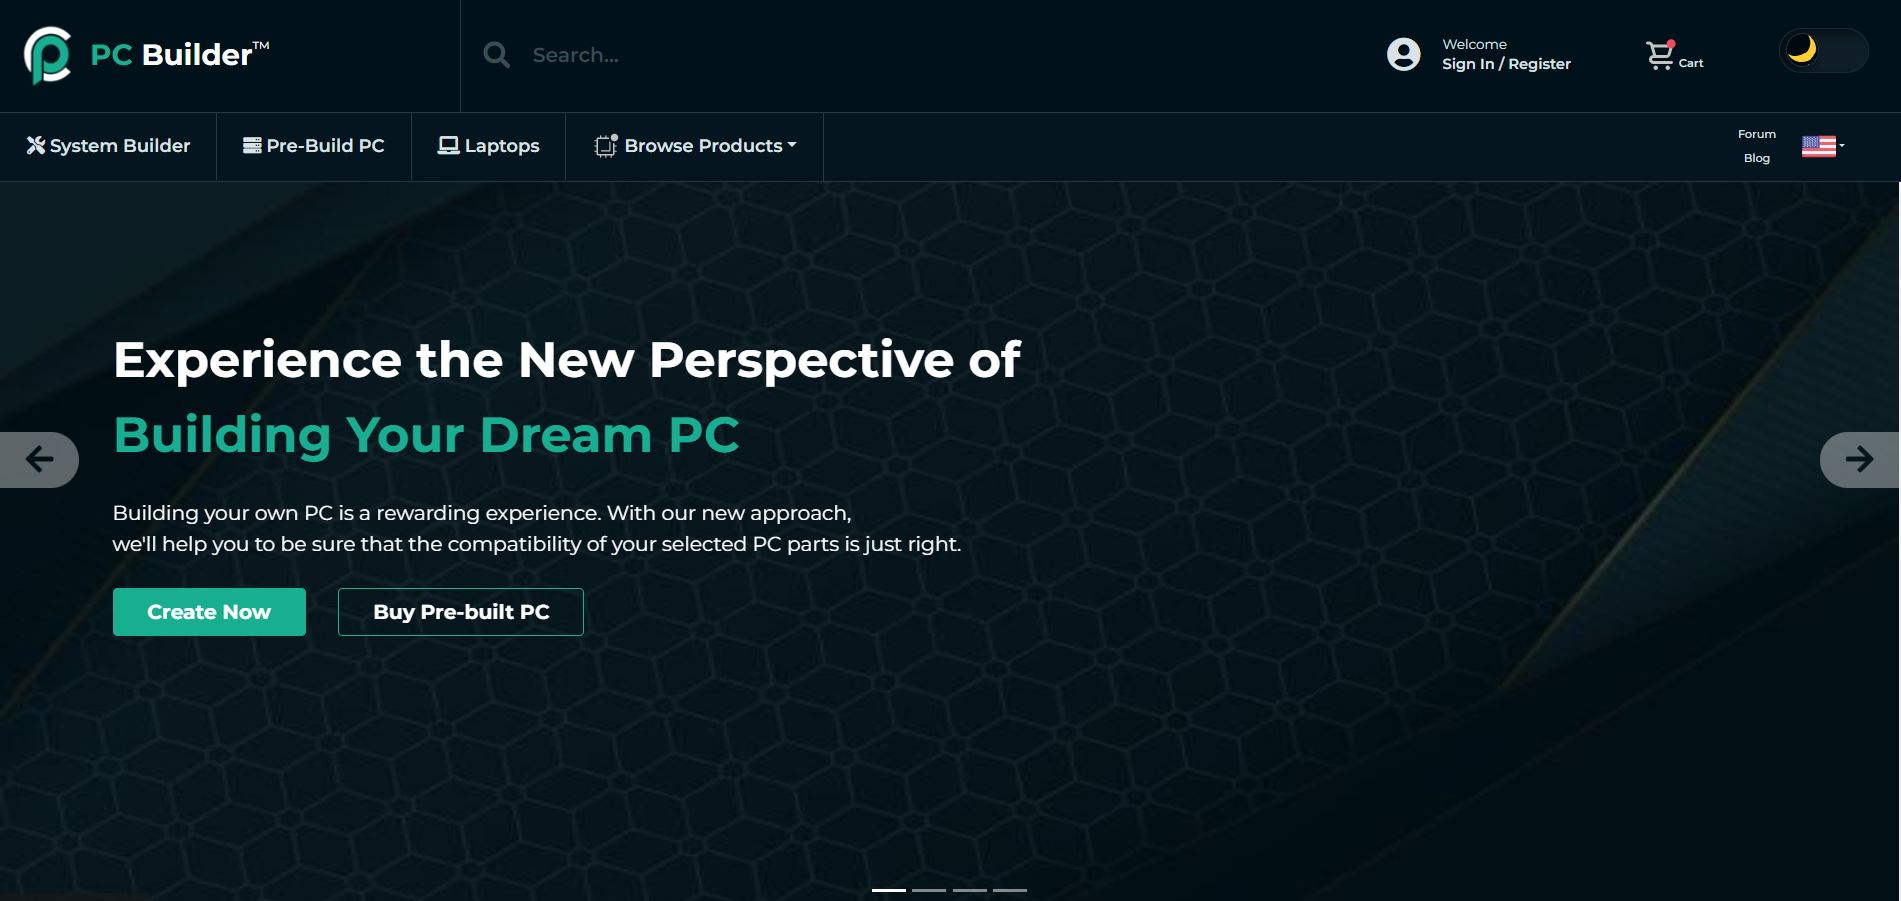 PC Builder™
Search...
Welcome
Sign In / Register
Cart
System Builder
Pre-Build PC
Laptops
Browse Products
Forum
Blog
Experience the New Perspective of
Building Your Dream PC
Building your own PC is a rewarding experience. With our new approach,
we'll help you to be sure that the compatibility of your selected PC parts is just right.
Create Now
Buy Pre-built PC